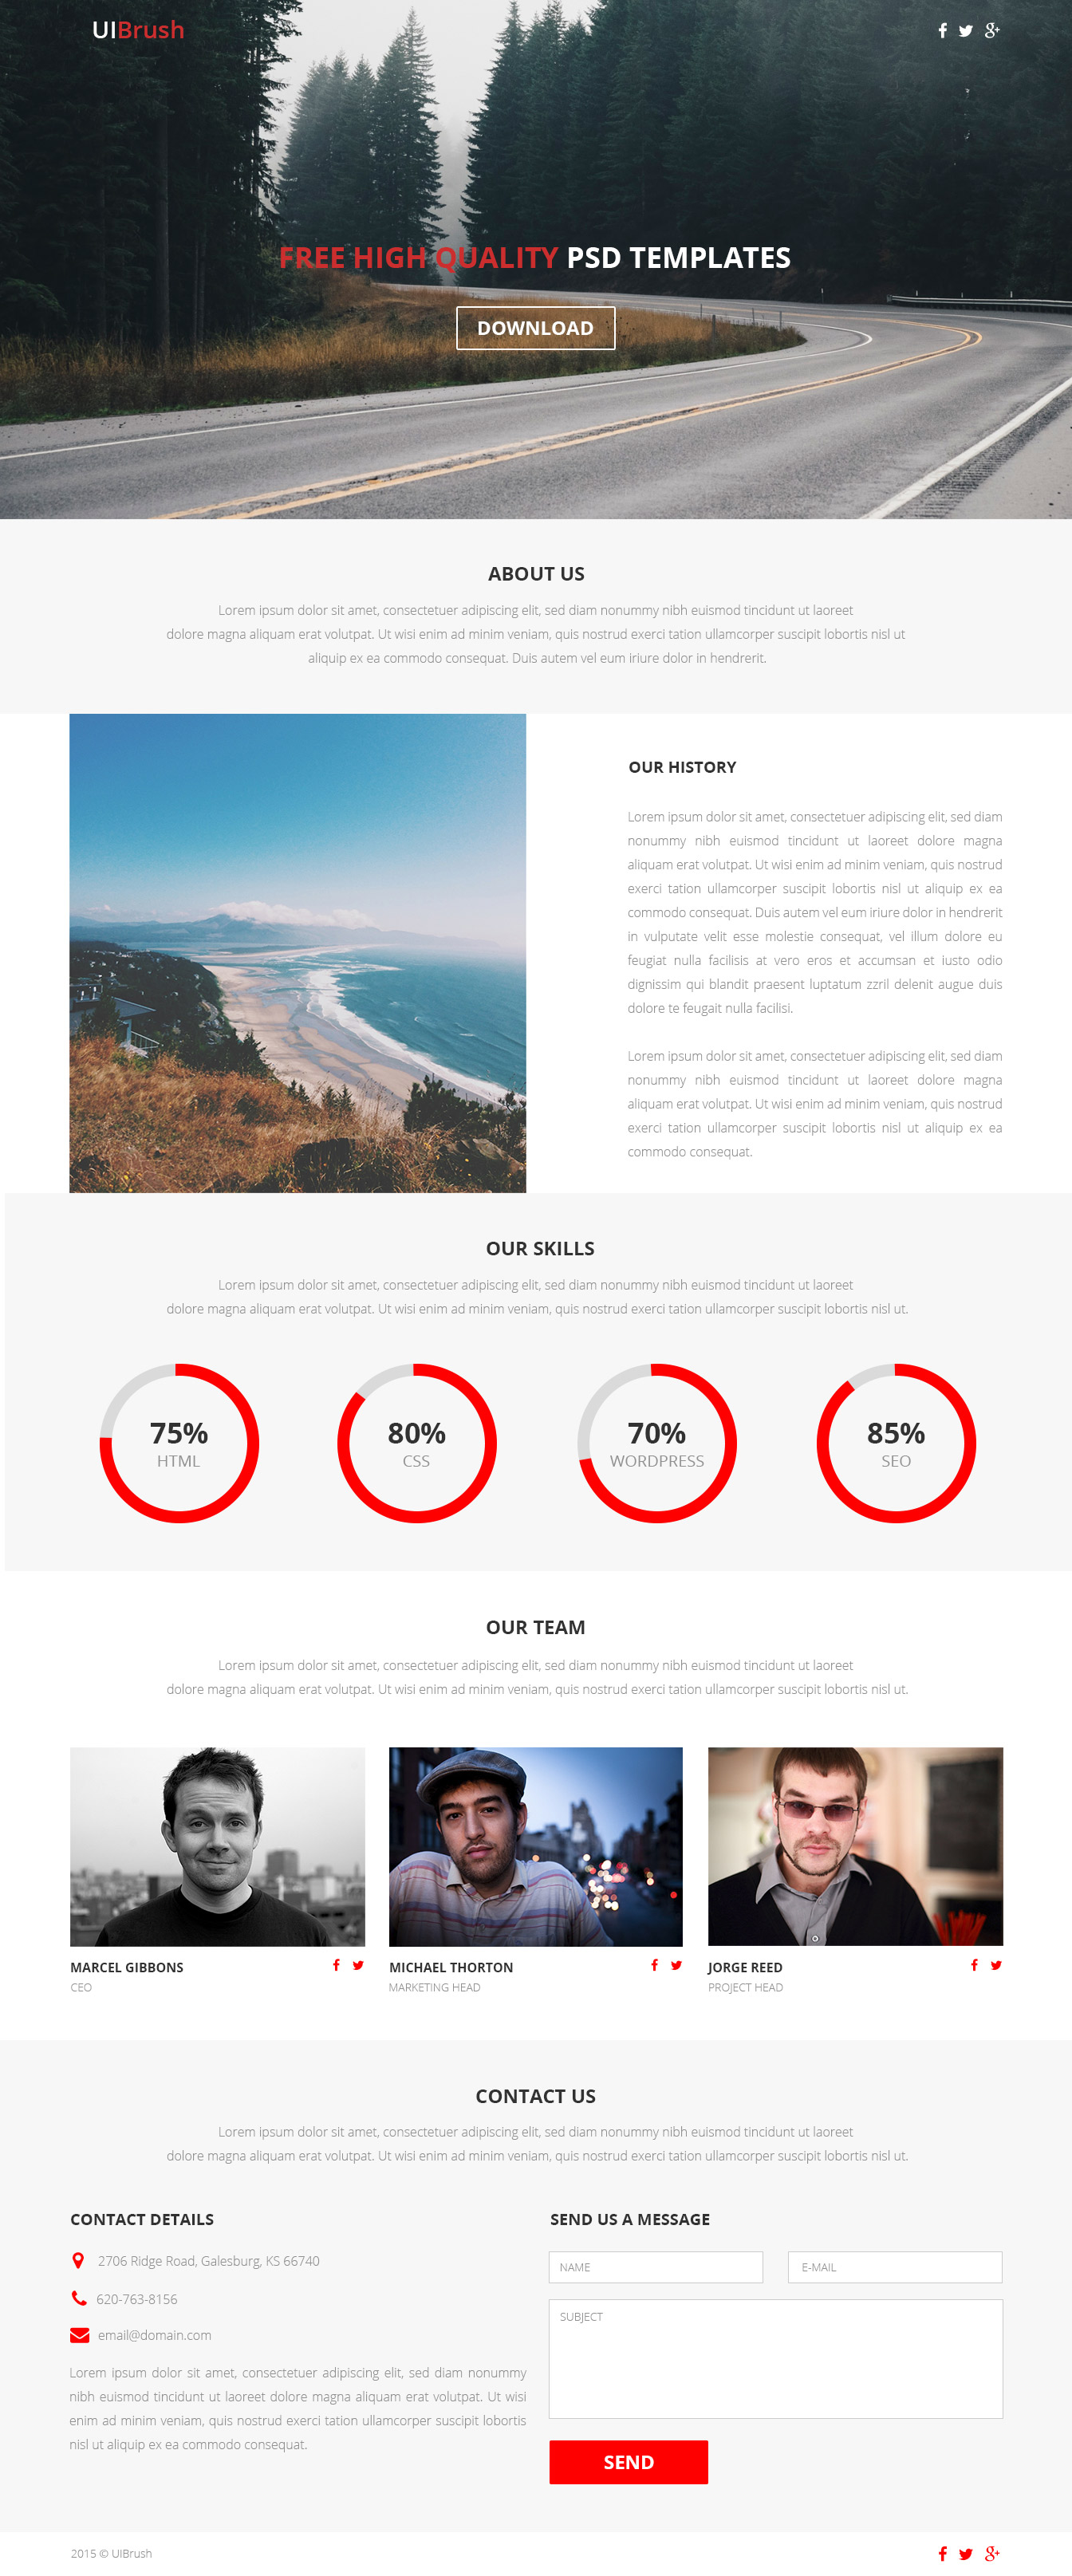 UIBrush
FREE HIGH QUALITY PSD TEMPLATES
DOWNLOAD
ABOUT US
Lorem ipsum dolor sit amet, consectetuer adipiscing elit, sed diam nonummy nibh euismod tincidunt ut laoreet
dolore magna aliquam erat volutpat. Ut wisi enim ad minim veniam, quis nostrud exerci tation ullamcorper suscipit lobortis nisl ut
aliquip ex ea commodo consequat. Duis autem vel eum iriure dolor in hendrerit.
OUR HISTORY
Lorem ipsum dolor sit amet, consectetuer adipiscing elit, sed diam
nonummy nibh euismod tincidunt ut laoreet dolore magna
aliquam erat volutpat. Ut wisi enim ad minim veniam, quis nostrud
exerci tation ullamcorper suscipit lobortis nisl ut aliquip ex ea
commodo consequat. Duis autem vel eum iriure dolor in hendrerit
in vulputate velit esse molestie consequat, vel illum dolore eu
feugiat nulla facilisis at vero eros et accumsan et iusto odio
dignissim qui blandit praesent luptatum zzril delenit augue duis
dolore te feugait nulla facilisi.
Lorem ipsum dolor sit amet, consectetuer adipiscing elit, sed diam
nonummy nibh euismod tincidunt ut laoreet dolore magna
aliquam erat volutpat. Ut wisi enim ad minim veniam, quis nostrud
exerci tation ullamcorper suscipit lobortis nisl ut aliquip ex ea
commodo consequat.
OUR SKILLS
Lorem ipsum dolor sit amet, consectetuer adipiscing elit, sed diam nonummy nibh euismod tincidunt ut laoreet
dolore magna aliquam erat volutpat. Ut wisi enim ad minim veniam, quis nostrud exerci tation ullamcorper suscipit lobortis nisl ut.
75%
HTML
80%
CSS
70%
WORDPRESS
85%
SEO
OUR TEAM
Lorem ipsum dolor sit amet, consectetuer adipiscing elit, sed diam nonummy nibh euismod tincidunt ut laoreet
dolore magna aliquam erat volutpat. Ut wisi enim ad minim veniam, quis nostrud exerci tation ullamcorper suscipit lobortis nisl ut.
MARCEL GIBBONS
CEO
MICHAEL THORTON
MARKETING HEAD
JORGE REED
PROJECT HEAD
CONTACT US
Lorem ipsum dolor sit amet, consectetuer adipiscing elit, sed diam nonummy nibh euismod tincidunt ut laoreet
dolore magna aliquam erat volutpat. Ut wisi enim ad minim veniam, quis nostrud exerci tation ullamcorper suscipit lobortis nisl ut.
CONTACT DETAILS
2706 Ridge Road, Galesburg, KS 66740
620-763-8156
email@domain.com
Lorem ipsum dolor sit amet, consectetuer adipiscing elit, sed diam nonummy
nibh euismod tincidunt ut laoreet dolore magna aliquam erat volutpat. Ut wisi
enim ad minim veniam, quis nostrud exerci tation ullamcorper suscipit lobortis
nisl ut aliquip ex ea commodo consequat.
SEND US A MESSAGE
NAME
E-MAIL
SUBJECT
SEND
2015 © UIBrush